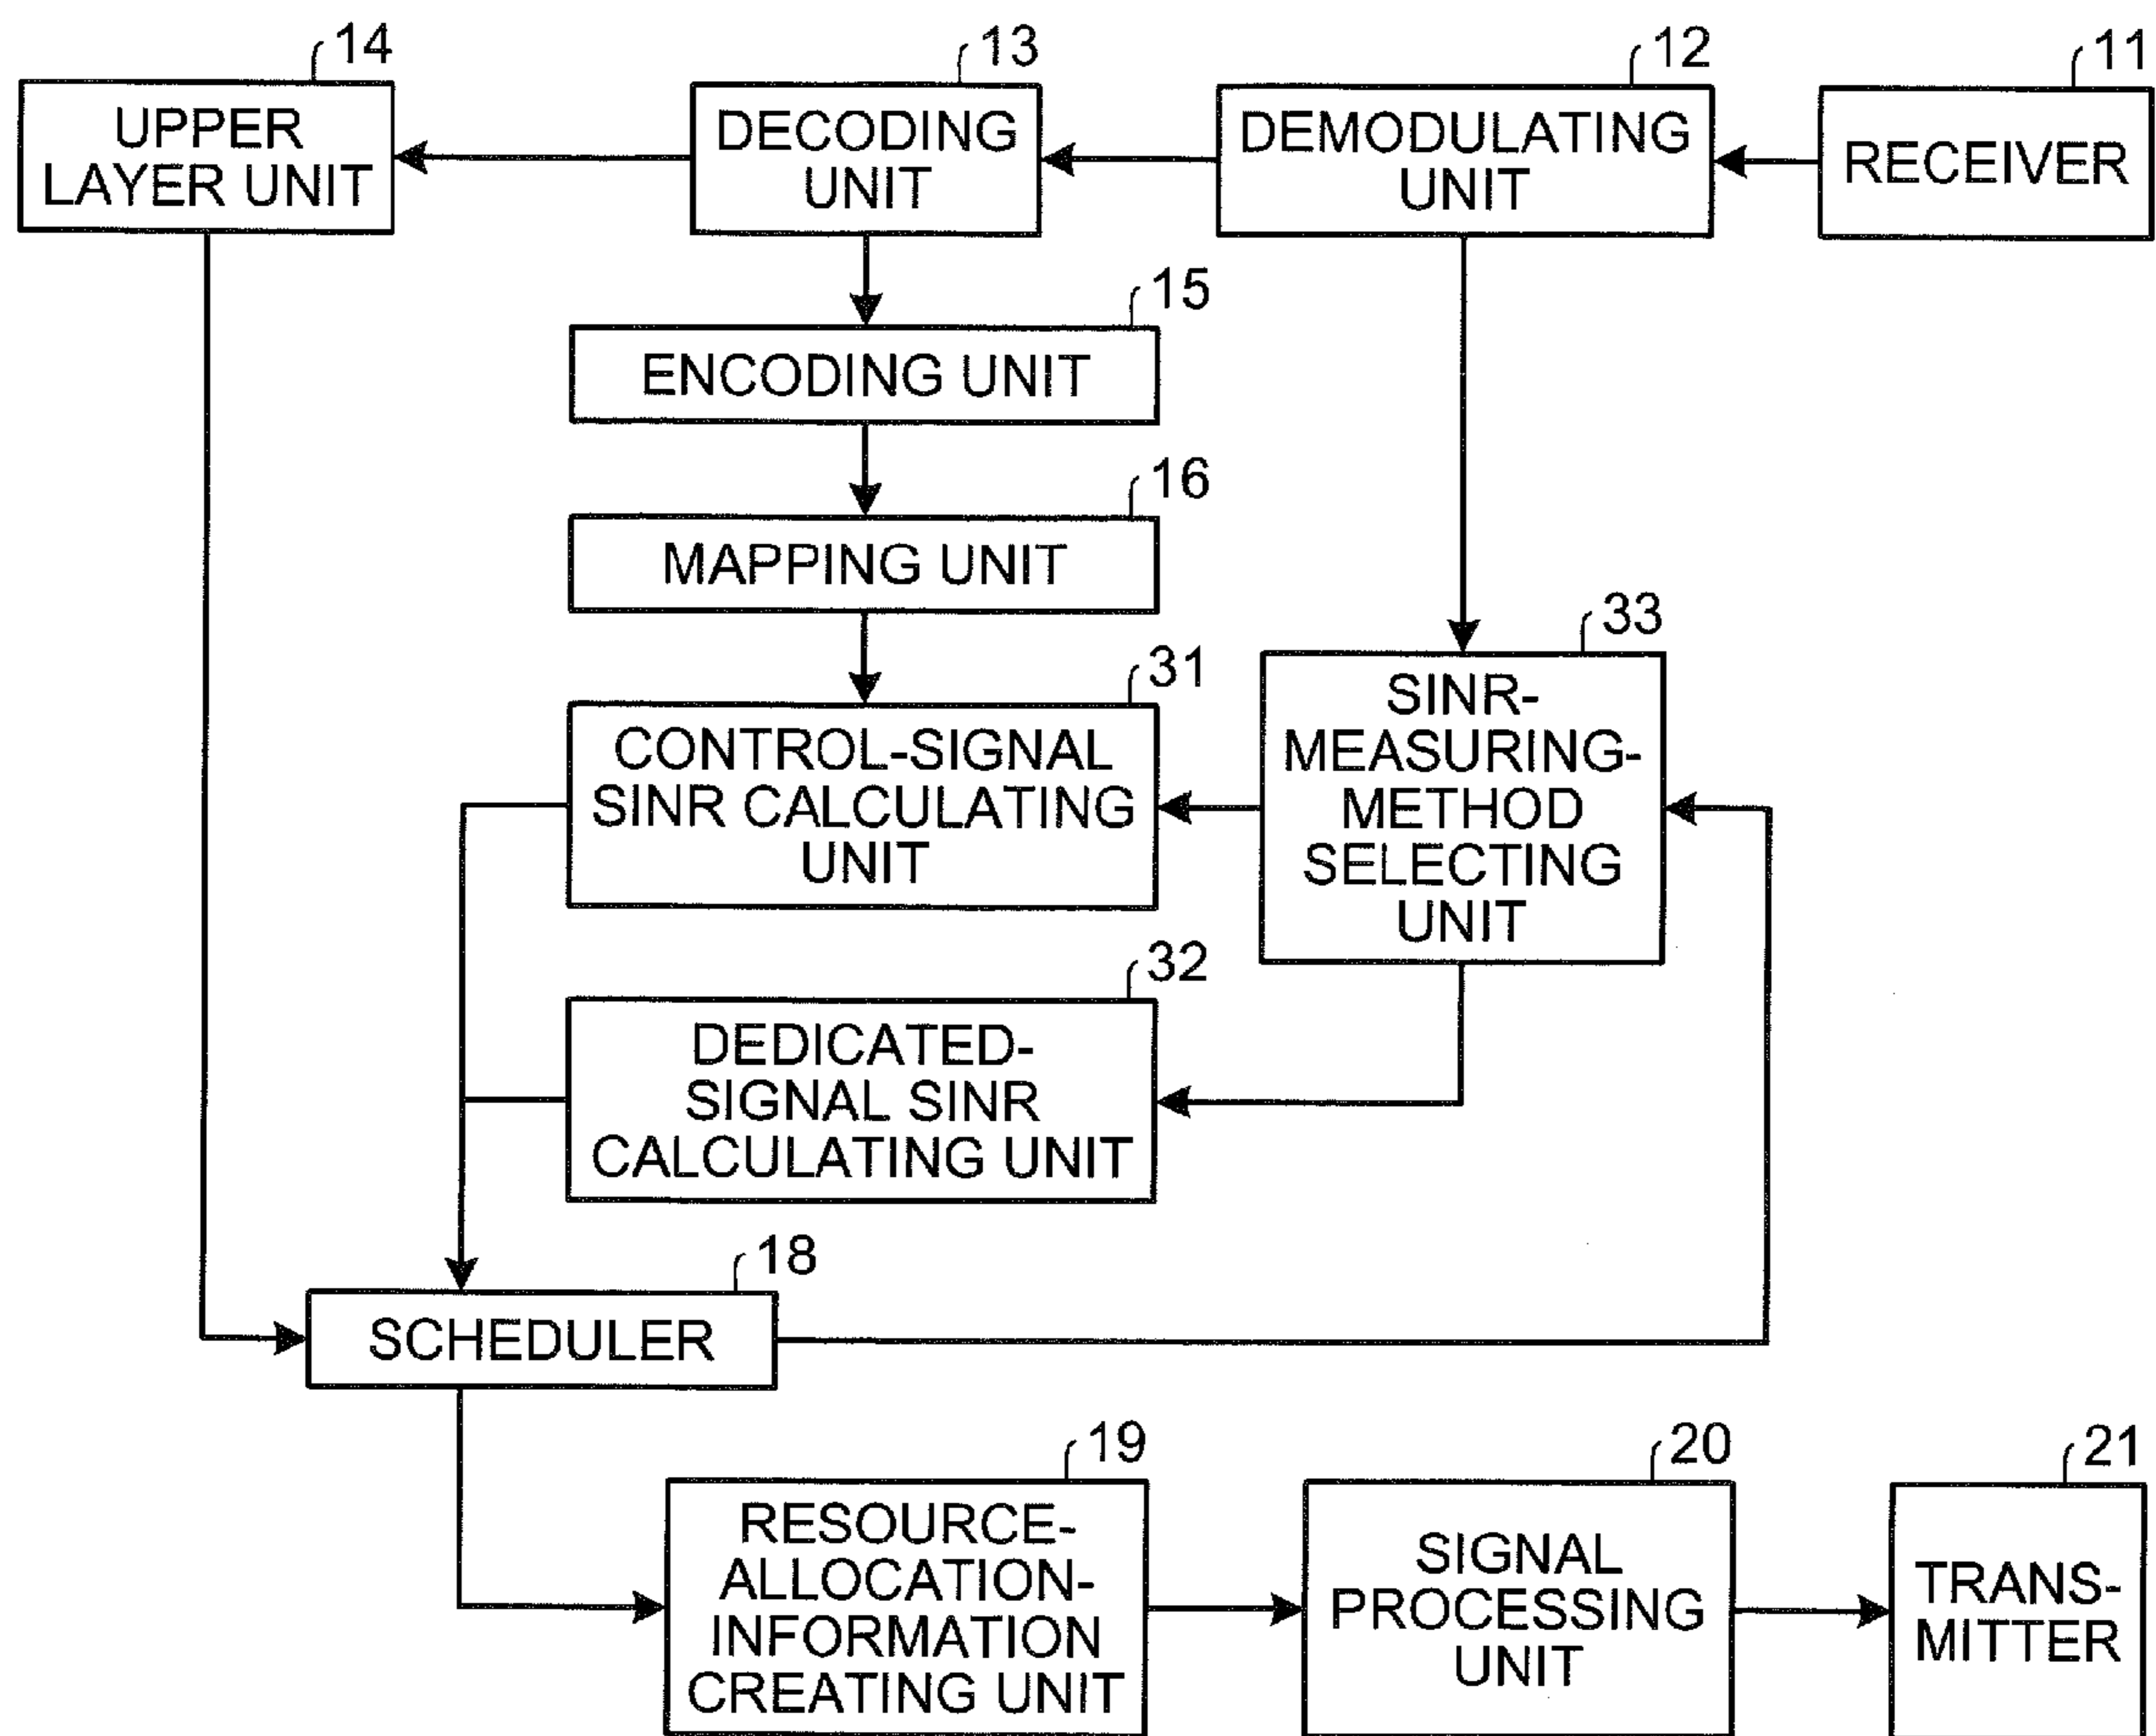 14
13
12
11
UPPER
LAYER UNIT
DECODING
UNIT
DEMODULATING
UNIT
RECEIVER
15
ENCODING UNIT
16
MAPPING UNIT
31
CONTROL-SIGNAL
SINR CALCULATING
UNIT
33
SINR-
MEASURING-
METHOD
SELECTING
UNIT
32
DEDICATED-
SIGNAL SINR
CALCULATING UNIT
18
SCHEDULER
19
RESOURCE-
ALLOCATION-
INFORMATION
CREATING UNIT
20
SIGNAL
PROCESSING
UNIT
21
TRANS-
MITTER